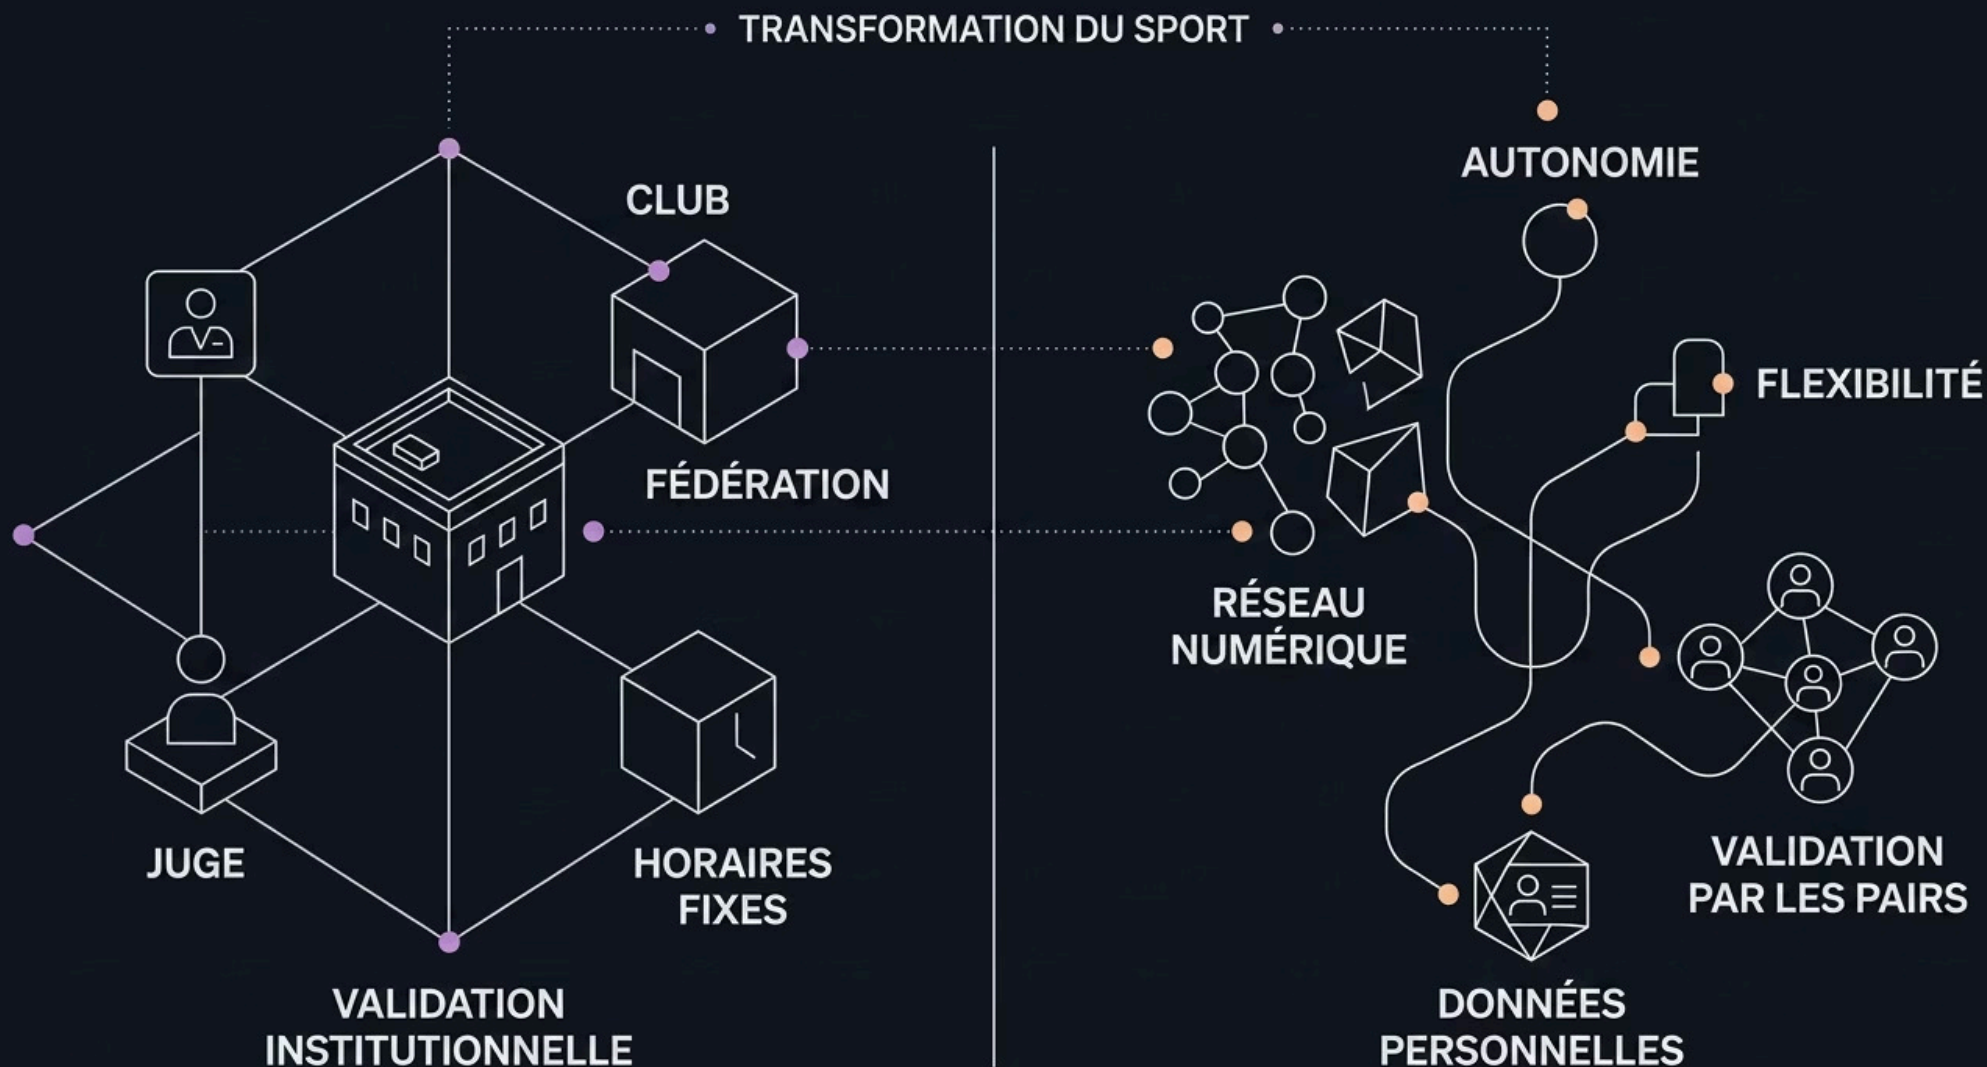 TRANSFORMATION DU SPORT
CLUB
FÉDÉRATION
JUGE
HORAIRES
FIXES
VALIDATION
INSTITUTIONNELLE
AUTONOMIE
FLEXIBILITÉ
RÉSEAU
NUMÉRIQUE
VALIDATION
PAR LES PAIRS
DONNÉES
PERSONNELLES